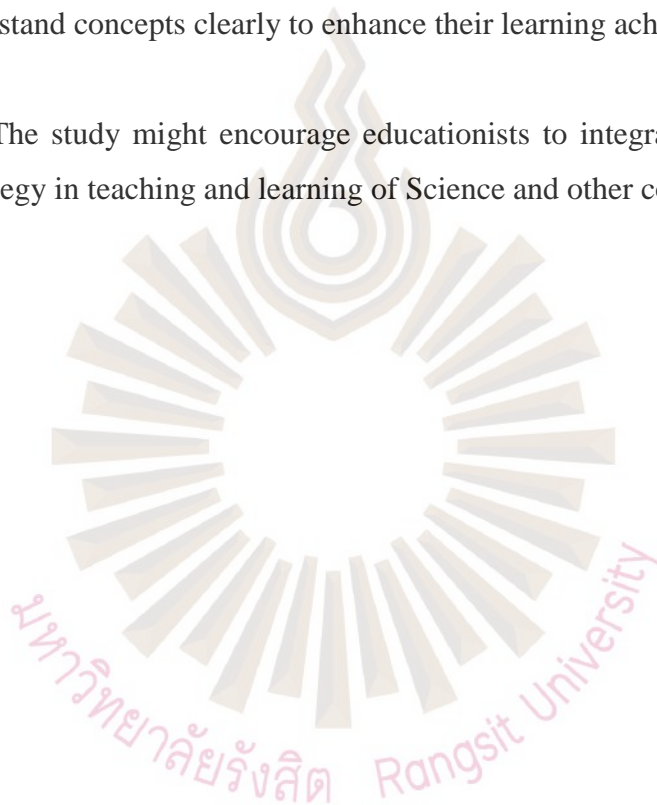 stand concepts clearly to enhance their learning ach
The study might encourage educationists to integra
egy in teaching and learning of Science and other co
มหาวิทยาลัยรังสิต Rangsit University